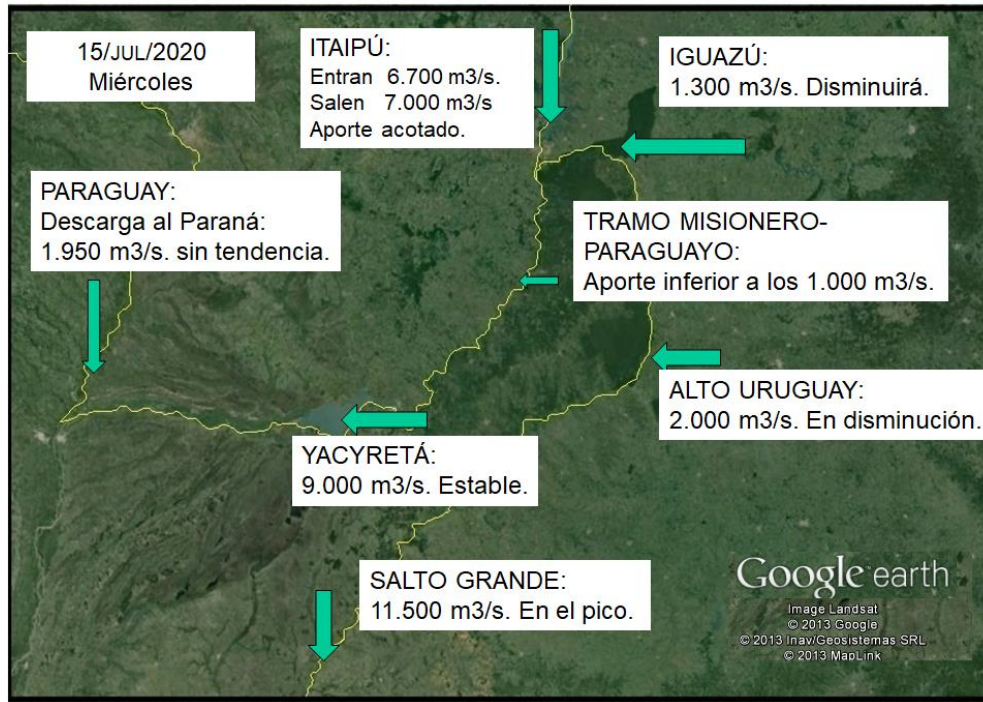 15/JUL/2020
Miércoles
ITAIPÚ:
Entran 6.700 m3/s.
Salen 7.000 m3/s
Aporte acotado.
IGUAZÚ:
1.300 m3/s. Disminuirá.
PARAGUAY:
Descarga al Paraná:
1.950 m3/s. sin tendencia.
TRAMO MISIONERO-
PARAGUAYO:
Aporte inferior a los 1.000 m3/s.
ALTO URUGUAY:
2.000 m3/s. En disminución.
YACYRETÁ:
9.000 m3/s. Estable.
SALTO GRANDE:
11.500 m3/s. En el pico.
Google earth
Image Landsat
© 2013 Google
© 2013 Inav/Geosistemas SRL
© 2013 MapLink